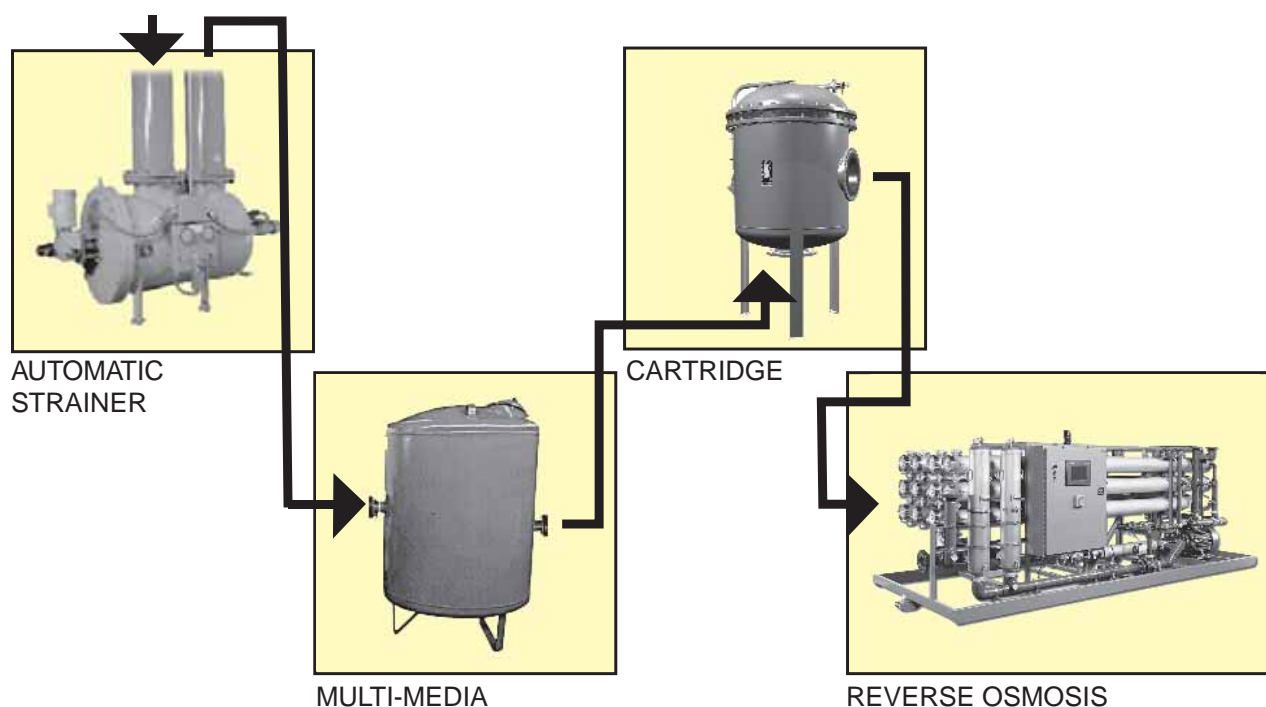 AUTOMATIC
STRAINER
MULTI-MEDIA
CARTRIDGE
REVERSE OSMOSIS